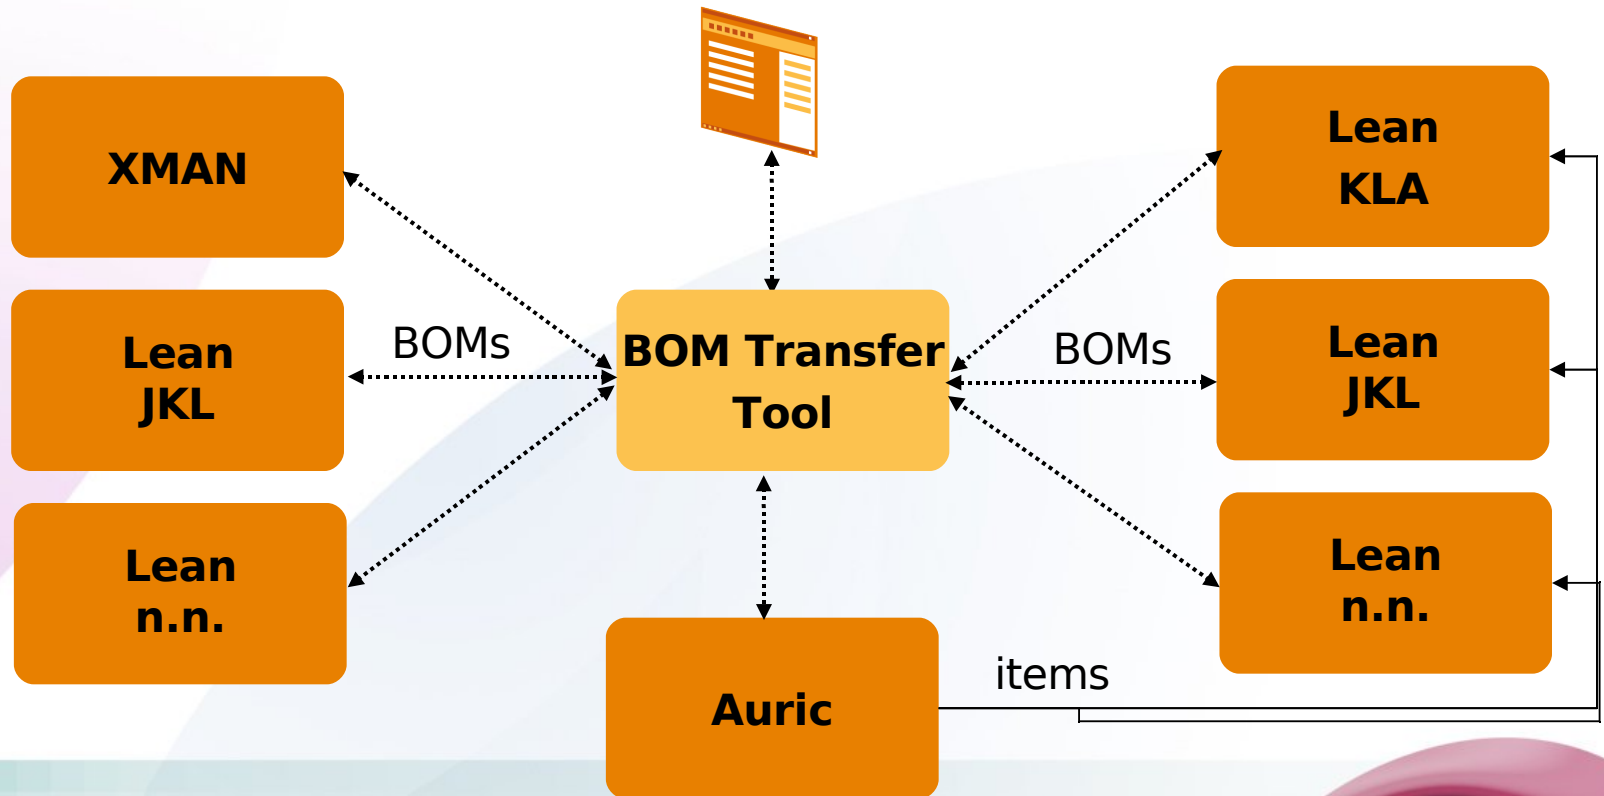 XMAN
Lean
JKL
Lean
n.n.
BOMs
BOM Transfer
Tool
Auric
BOMs
items
Lean
KLA
Lean
JKL
Lean
n.n.